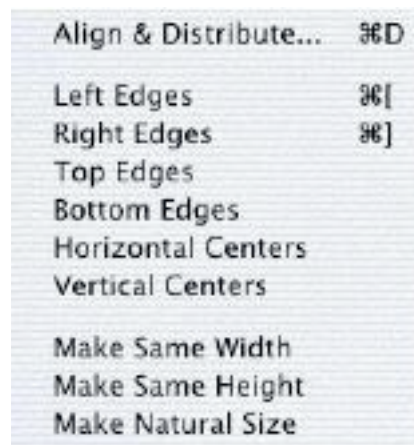 Align & Distribute... ⌘D
Left Edges ⌘[
Right Edges ⌘]
Top Edges
Bottom Edges
Horizontal Centers
Vertical Centers
Make Same Width
Make Same Height
Make Natural Size